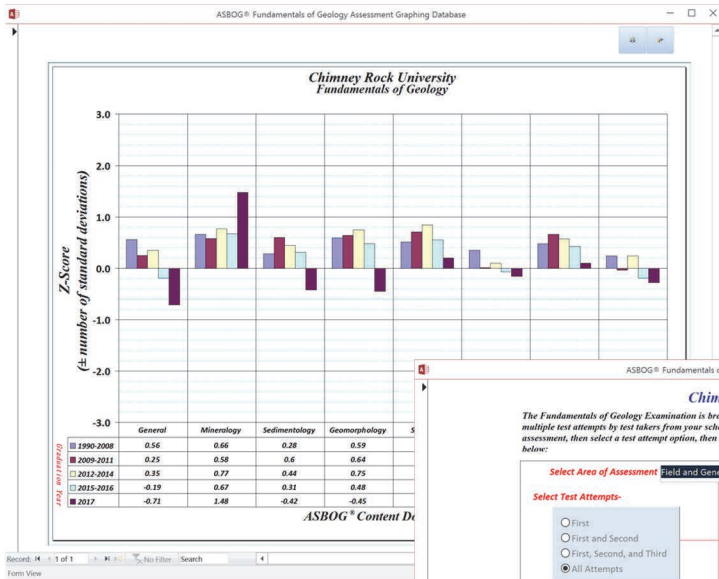 ASBOG® Fundamentals of Geology Assessment Graphing Database
Chimney Rock University
Fundamentals of Geology
3.0
2.0
1.0
0.0
-1.0
-2.0
-3.0
Z-Score
(± number of standard deviations)
General Mineralogy Sedimentology Geomorphology S
Graduation Year
1990-2008 0.56 0.66 0.28 0.59
2009-2011 0.25 0.58 0.6 0.64
2012-2014 0.35 0.77 0.44 0.75
2015-2016 -0.19 0.67 0.31 0.48
2017 -0.71 1.48 -0.42 -0.45
ASBOG® Content Do
Record: 1 of 1 No Filter Search
Form View
ASBOG® Fundamentals o
Chim
The Fundamentals of Geology Examination is bro
multiple test attempts by test takers from your scho
assessment, then select a test attempt option, then
below:
Select Area of Assessment Field and Gene
Select Test Attempts-
First
First and Second
First, Second, and Third
All Attempts